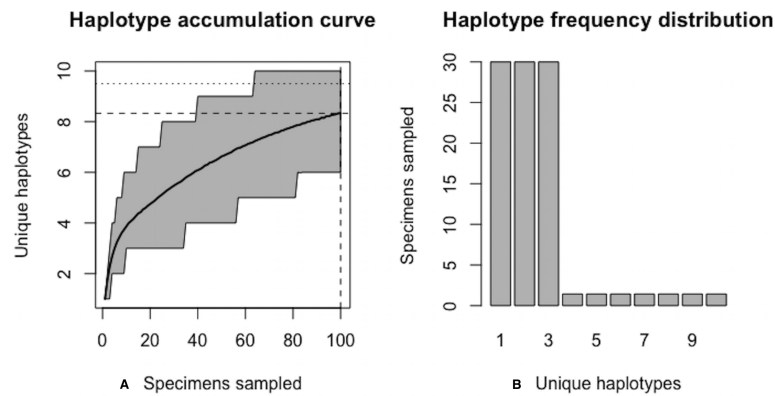 Haplotype accumulation curve
Unique haplotypes
10
8
6
4
2
0 20 40 60 80 100
A Specimens sampled
Haplotype frequency distribution
Specimens sampled
30
25
20
15
10
5
0
1 3 5 7 9
B Unique haplotypes